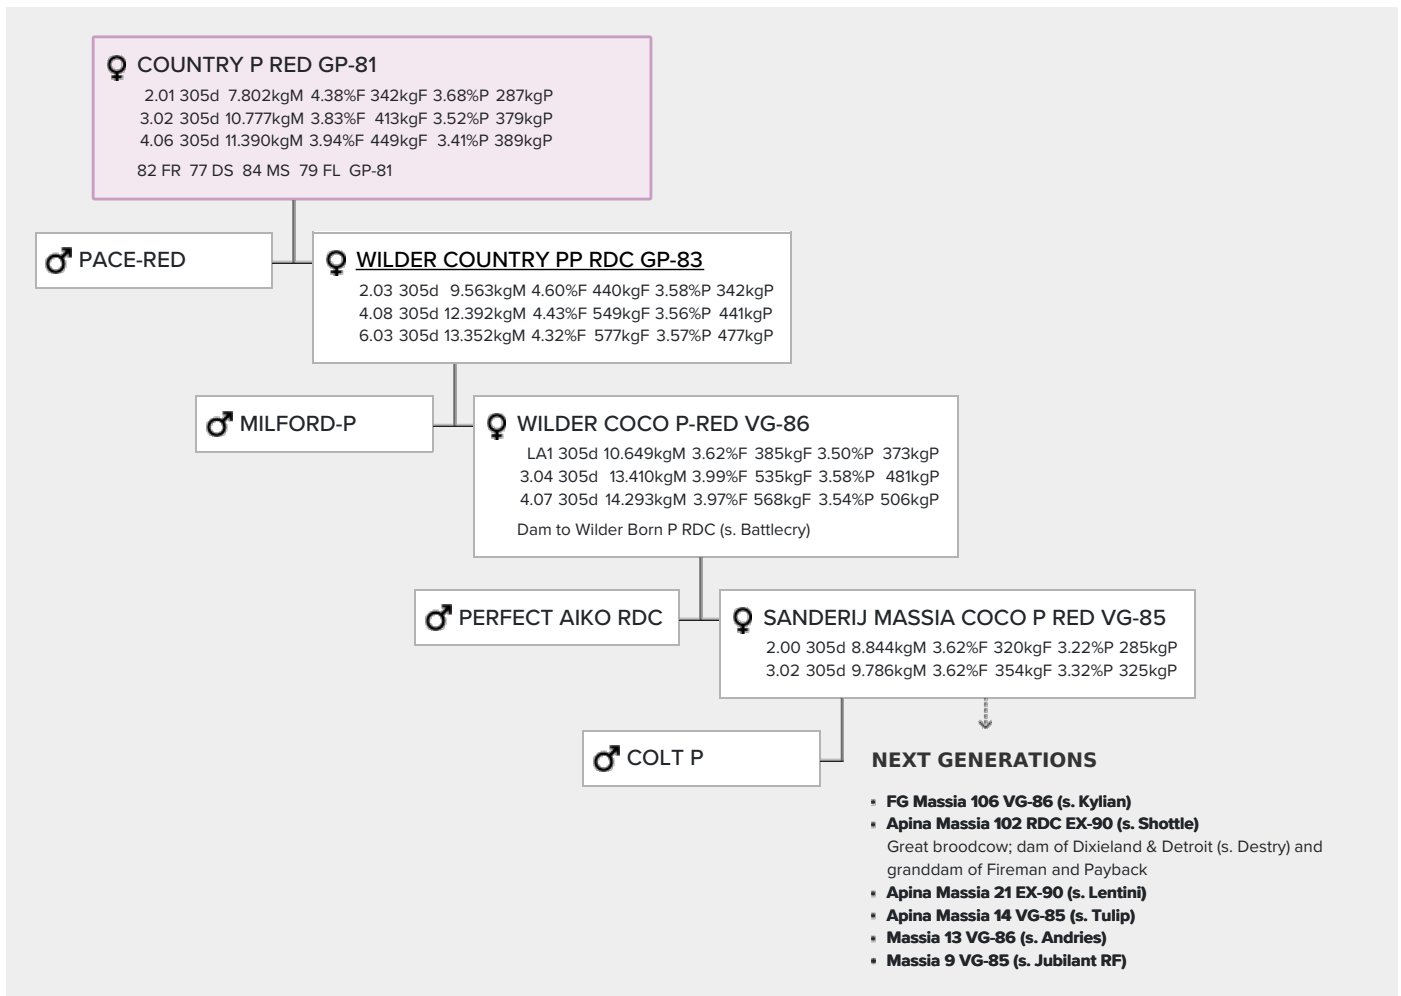 COUNTRY P RED GP-81
2.01 305d 7.802kgM 4.38%F 342kgF 3.68%P 287kgP
3.02 305d 10.777kgM 3.83%F 413kgF 3.52%P 379kgP
4.06 305d 11.390kgM 3.94%F 449kgF 3.41%P 389kgP
82 FR 77 DS 84 MS 79 FL GP-81
PACE-RED
WILDER COUNTRY PP RDC GP-83
2.03 305d 9.563kgM 4.60%F 440kgF 3.58%P 342kgP
4.08 305d 12.392kgM 4.43%F 549kgF 3.56%P 441kgP
6.03 305d 13.352kgM 4.32%F 577kgF 3.57%P 477kgP
MILFORD-P
WILDER COCO P-RED VG-86
LA1 305d 10.649kgM 3.62%F 385kgF 3.50%P 373kgP
3.04 305d 13.410kgM 3.99%F 535kgF 3.58%P 481kgP
4.07 305d 14.293kgM 3.97%F 568kgF 3.54%P 506kgP
Dam to Wilder Born P RDC (s. Battlecry)
PERFECT AIKO RDC
SANDERIJ MASSIA COCO P RED VG-85
2.00 305d 8.844kgM 3.62%F 320kgF 3.22%P 285kgP
3.02 305d 9.786kgM 3.62%F 354kgF 3.32%P 325kgP
COLT P
NEXT GENERATIONS
FG Massia 106 VG-86 (s. Kylian)
Apina Massia 102 RDC EX-90 (s. Shottle)
Great broodcow; dam of Dixieland & Detroit (s. Destry) and
granddam of Fireman and Payback
Apina Massia 21 EX-90 (s. Lentini)
Apina Massia 14 VG-85 (s. Tulip)
Massia 13 VG-86 (s. Andries)
Massia 9 VG-85 (s. Jubilant RF)